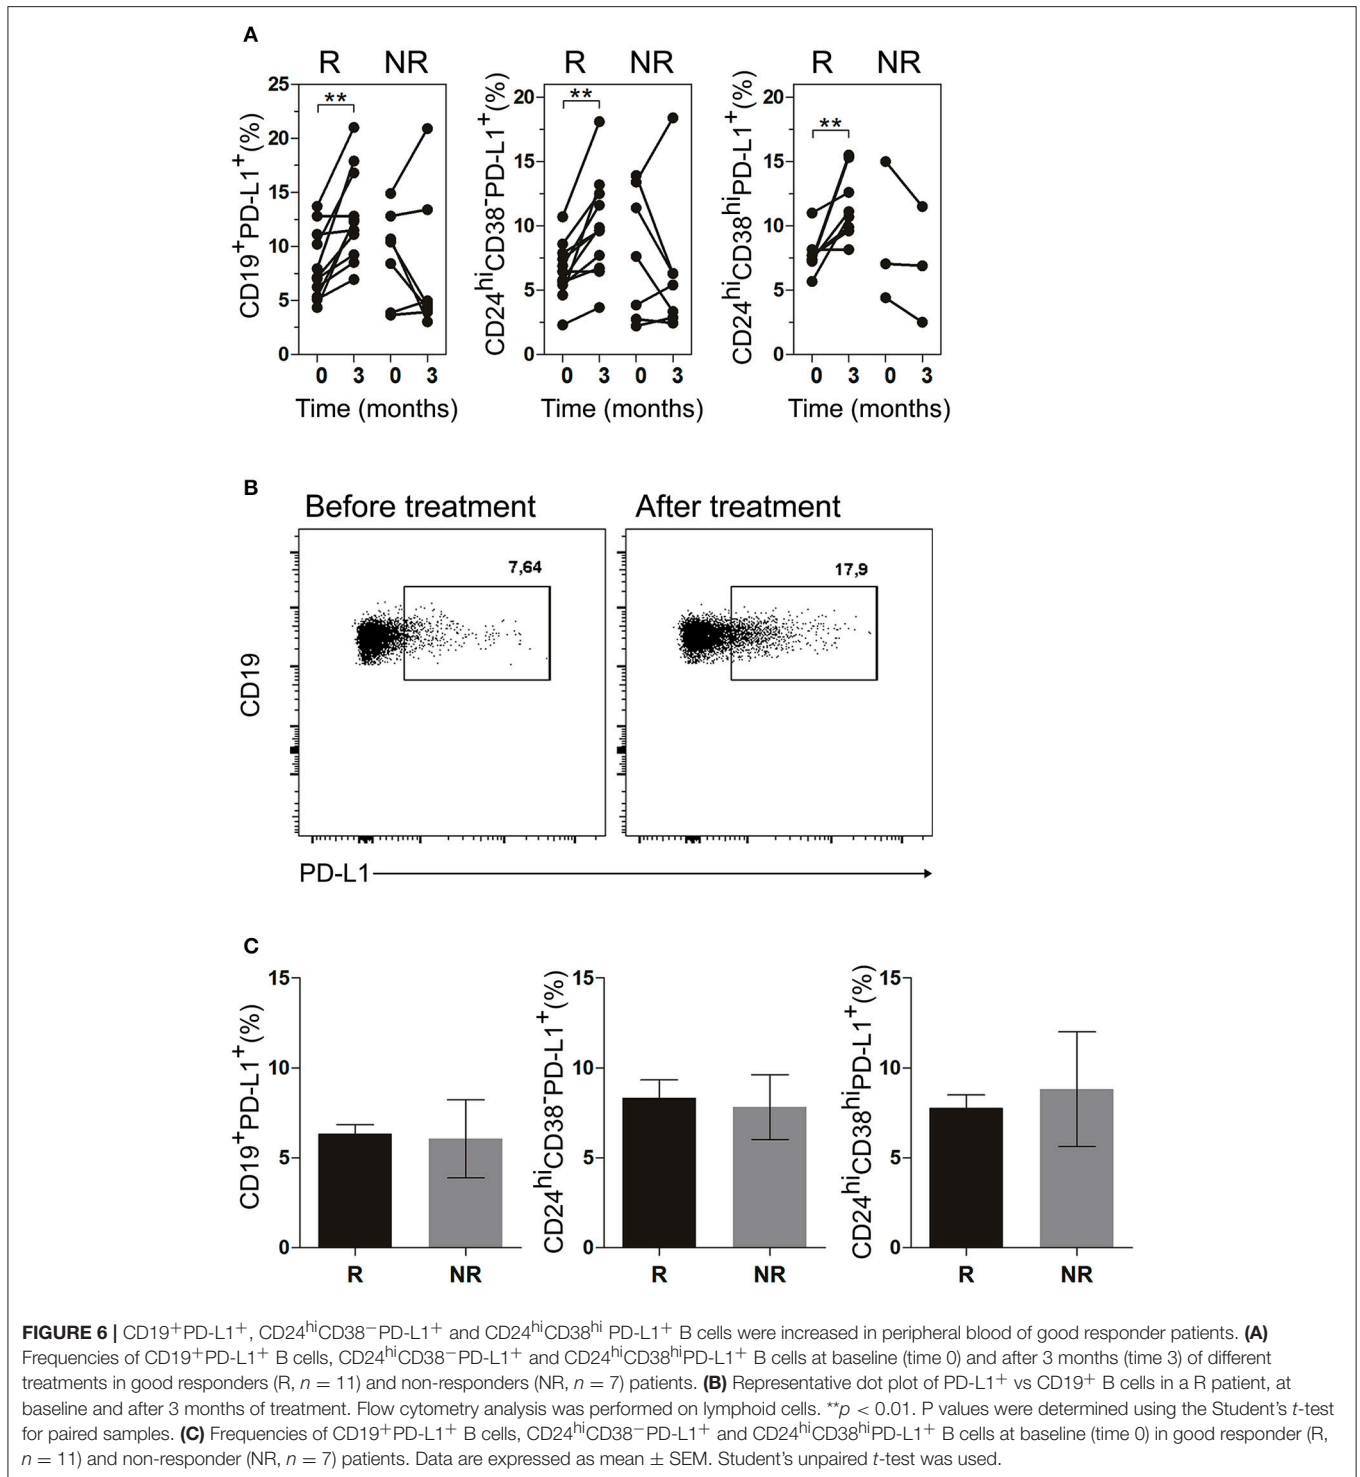 A
R NR
R NR
R NR
CD19⁺PD-L1⁺(%)
25
20
15
10
5
0
0 3 0 3
Time (months)
CD24ʰⁱCD38⁻PD-L1⁺(%)
20
15
10
5
0
0 3 0 3
Time (months)
CD24ʰⁱCD38ʰⁱPD-L1⁺(%)
20
15
10
5
0
0 3 0 3
Time (months)
**
**
**
B
Before treatment After treatment
7,64
17,9
CD19
PD-L1
C
CD19⁺PD-L1⁺(%)
15
10
5
0
R NR
CD24ʰⁱCD38⁻PD-L1⁺(%)
15
10
5
0
R NR
CD24ʰⁱCD38ʰⁱPD-L1⁺(%)
15
10
5
0
R NR
FIGURE 6 | CD19⁺PD-L1⁺, CD24ʰⁱCD38⁻PD-L1⁺ and CD24ʰⁱCD38ʰⁱ PD-L1⁺ B cells were increased in peripheral blood of good responder patients. (A)
Frequencies of CD19⁺PD-L1⁺ B cells, CD24ʰⁱCD38⁻PD-L1⁺ and CD24ʰⁱCD38ʰⁱPD-L1⁺ B cells at baseline (time 0) and after 3 months (time 3) of different
treatments in good responders (R, n = 11) and non-responders (NR, n = 7) patients. (B) Representative dot plot of PD-L1⁺ vs CD19⁺ B cells in a R patient, at
baseline and after 3 months of treatment. Flow cytometry analysis was performed on lymphoid cells. **p < 0.01. P values were determined using the Student's t-test
for paired samples. (C) Frequencies of CD19⁺PD-L1⁺ B cells, CD24ʰⁱCD38⁻PD-L1⁺ and CD24ʰⁱCD38ʰⁱPD-L1⁺ B cells at baseline (time 0) in good responder (R,
n = 11) and non-responder (NR, n = 7) patients. Data are expressed as mean ± SEM. Student's unpaired t-test was used.